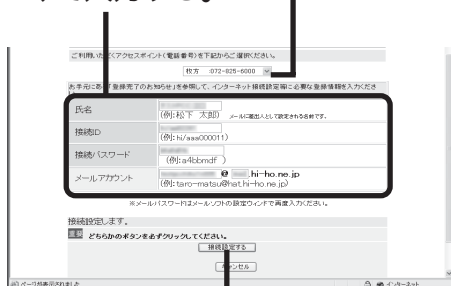 ご利用いただくアクセスポイント(電話番号)を下記からご選択ください。
枚方 :072-825-6000
お手元にある「登録完了のお知らせ」を参照して、インターネット接続設定等に必要な登録情報を入力くださ
氏名
(例:松下 太郎) メールに差出人として設定される名前です。
接続ID
(例:hi/aaa000011)
接続パスワード
(例:a4bbmdf )
メールアカウント
@ .hi-ho.ne.jp
(例:taro-matsu@hat.hi-ho.ne.jp)
※メールパスワードはメールソフトの設定ウィンドで再度入力ください。
接続設定します。
重要 どちらかのボタンを必ずクリックしてください。
接続設定する
キャンセル
ページが表示されました
インターネット